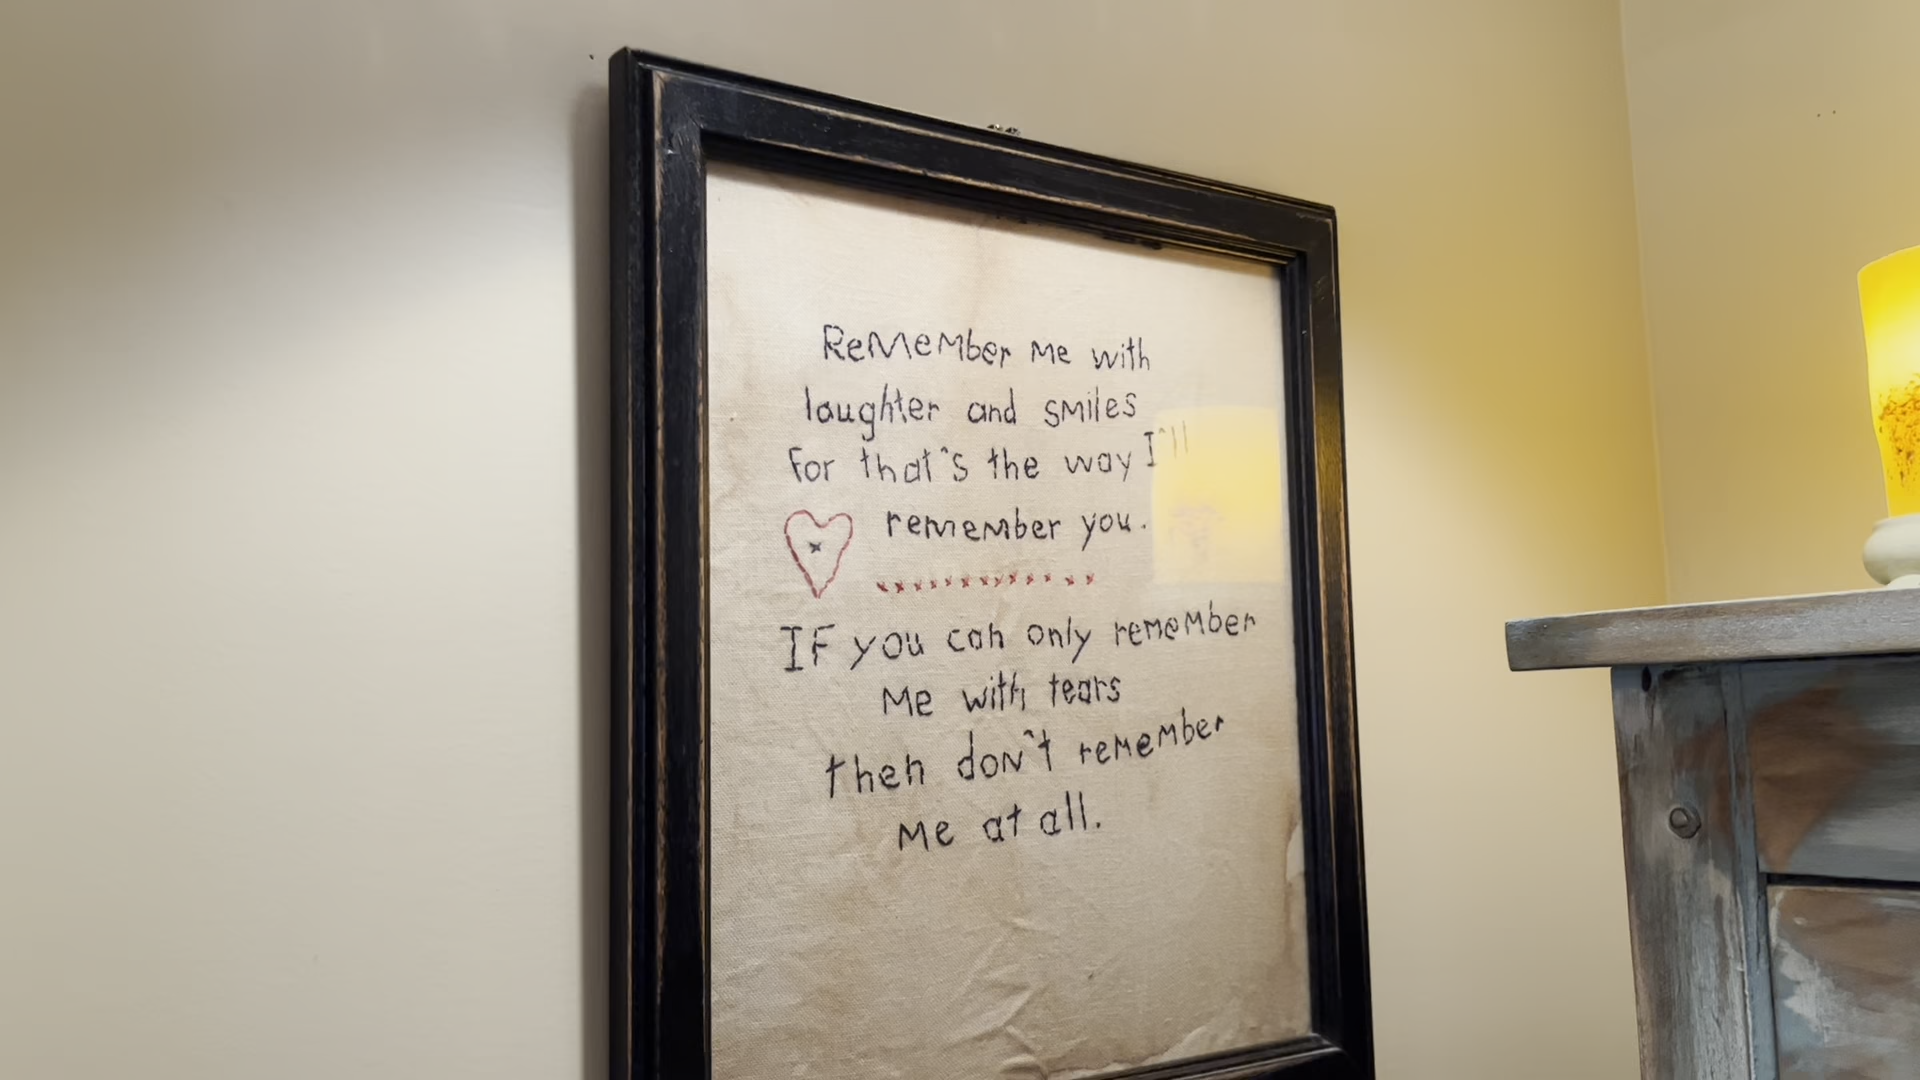 Remember me with
laughter and smiles
For that's the way I'll
remember you.
IF you can only remember
me with tears
then don't remember
me at all.